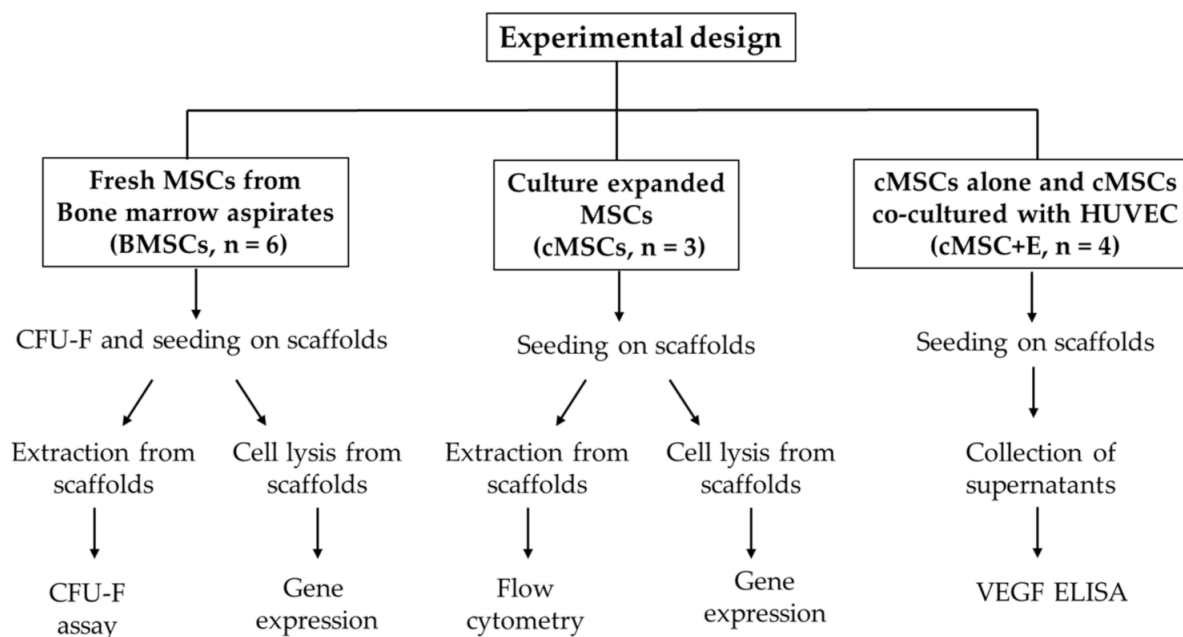 Experimental design
Fresh MSCs from
Bone marrow aspirates
(BMSCs, n = 6)
Culture expanded
MSCs
(cMSCs, n = 3)
cMSCs alone and cMSCs
co-cultured with HUVEC
(cMSC+E, n = 4)
CFU-F and seeding on scaffolds
Seeding on scaffolds
Seeding on scaffolds
Extraction from
scaffolds
Cell lysis from
scaffolds
Extraction from
scaffolds
Cell lysis from
scaffolds
Collection of
supernatants
CFU-F
assay
Gene
expression
Flow
cytometry
Gene
expression
VEGF ELISA